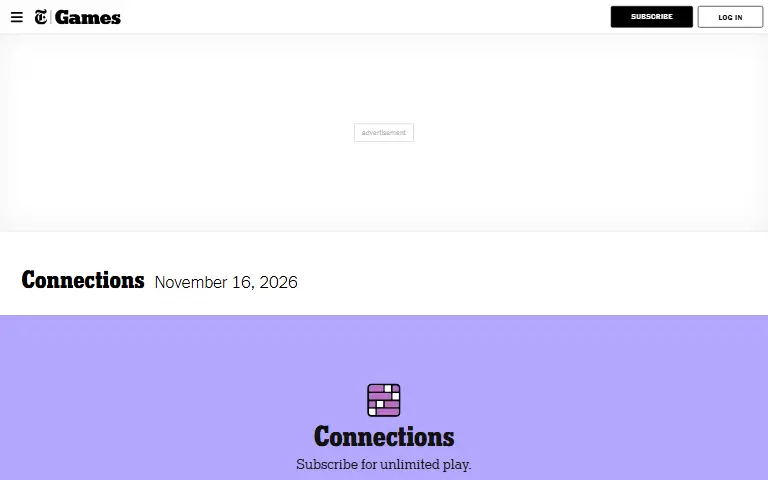 T Games
SUBSCRIBE
LOG IN
advertisement
Connections November 16, 2026
Connections
Subscribe for unlimited play.